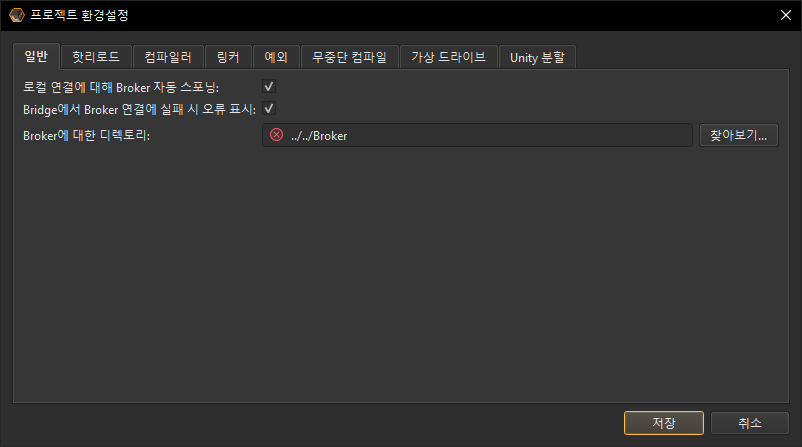 프로젝트 환경설정
일반 핫리로드 컴파일러 링커 예외 무중단 컴파일 가상 드라이브 Unity 분할
로컬 연결에 대해 Broker 자동 스포닝:
Bridge에서 Broker 연결에 실패 시 오류 표시:
Broker에 대한 디렉토리: ../../Broker 찾아보기...
저장 취소